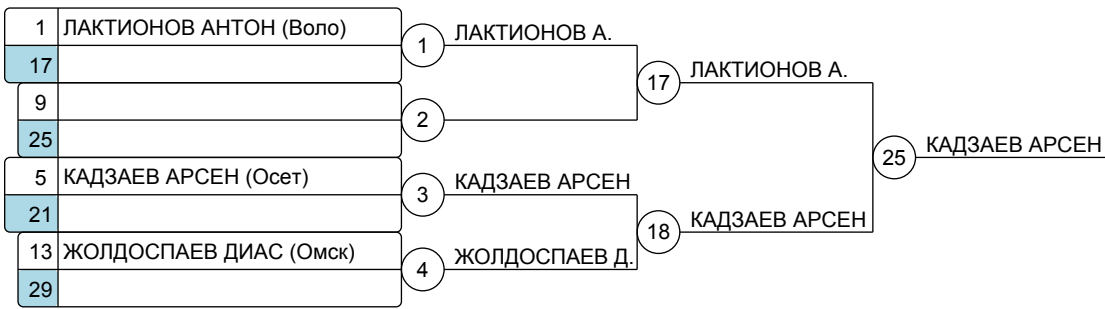 1 ЛАКТИОНОВ АНТОН (Воло)
17
9
25
5 КАДЗАЕВ АРСЕН (Осет)
21
13 ЖОЛДОСПАЕВ ДИАС (Омск)
29
1 ЛАКТИОНОВ А.
2
3 КАДЗАЕВ АРСЕН
4 ЖОЛДОСПАЕВ Д.
17 ЛАКТИОНОВ А.
18 КАДЗАЕВ АРСЕН
25 КАДЗАЕВ АРСЕН